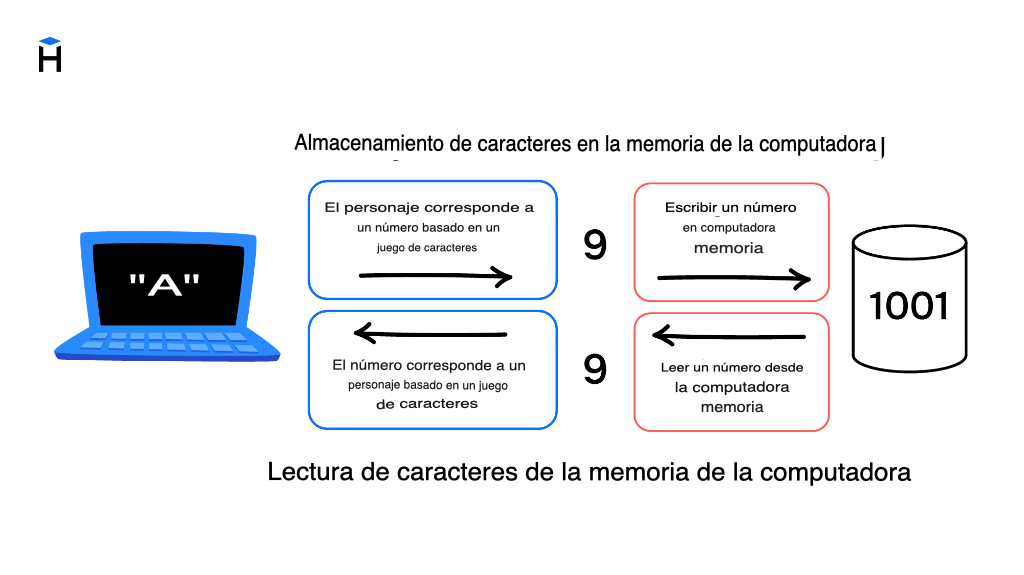 H
Almacenamiento de caracteres en la memoria de la computadora
"A"
El personaje corresponde a
un número basado en un
juego de caracteres
9
Escribir un número
en computadora
memoria
1001
El número corresponde a un
personaje basado en un juego
de caracteres
9
Leer un número desde
la computadora
memoria
Lectura de caracteres de la memoria de la computadora